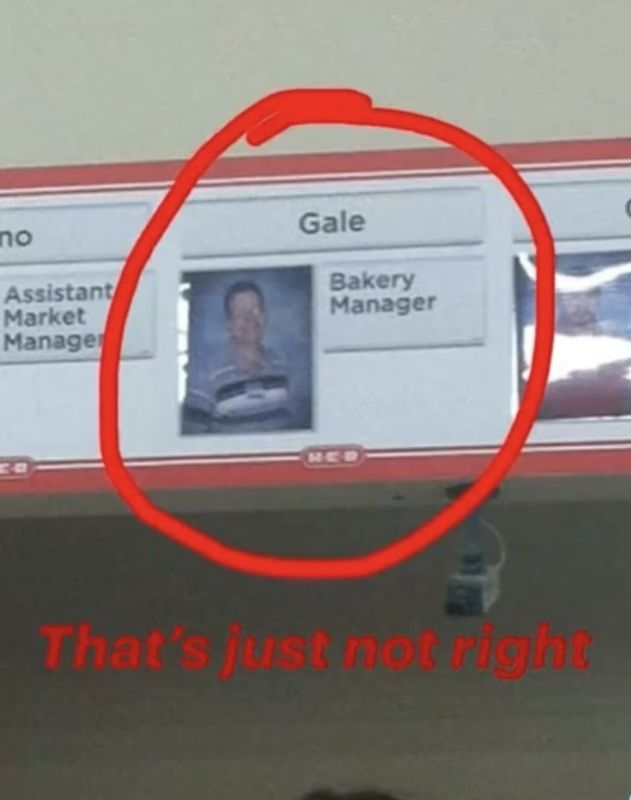 no
Gale
Assistant
Market
Manager
Bakery
Manager
H-E-B
That's just not right